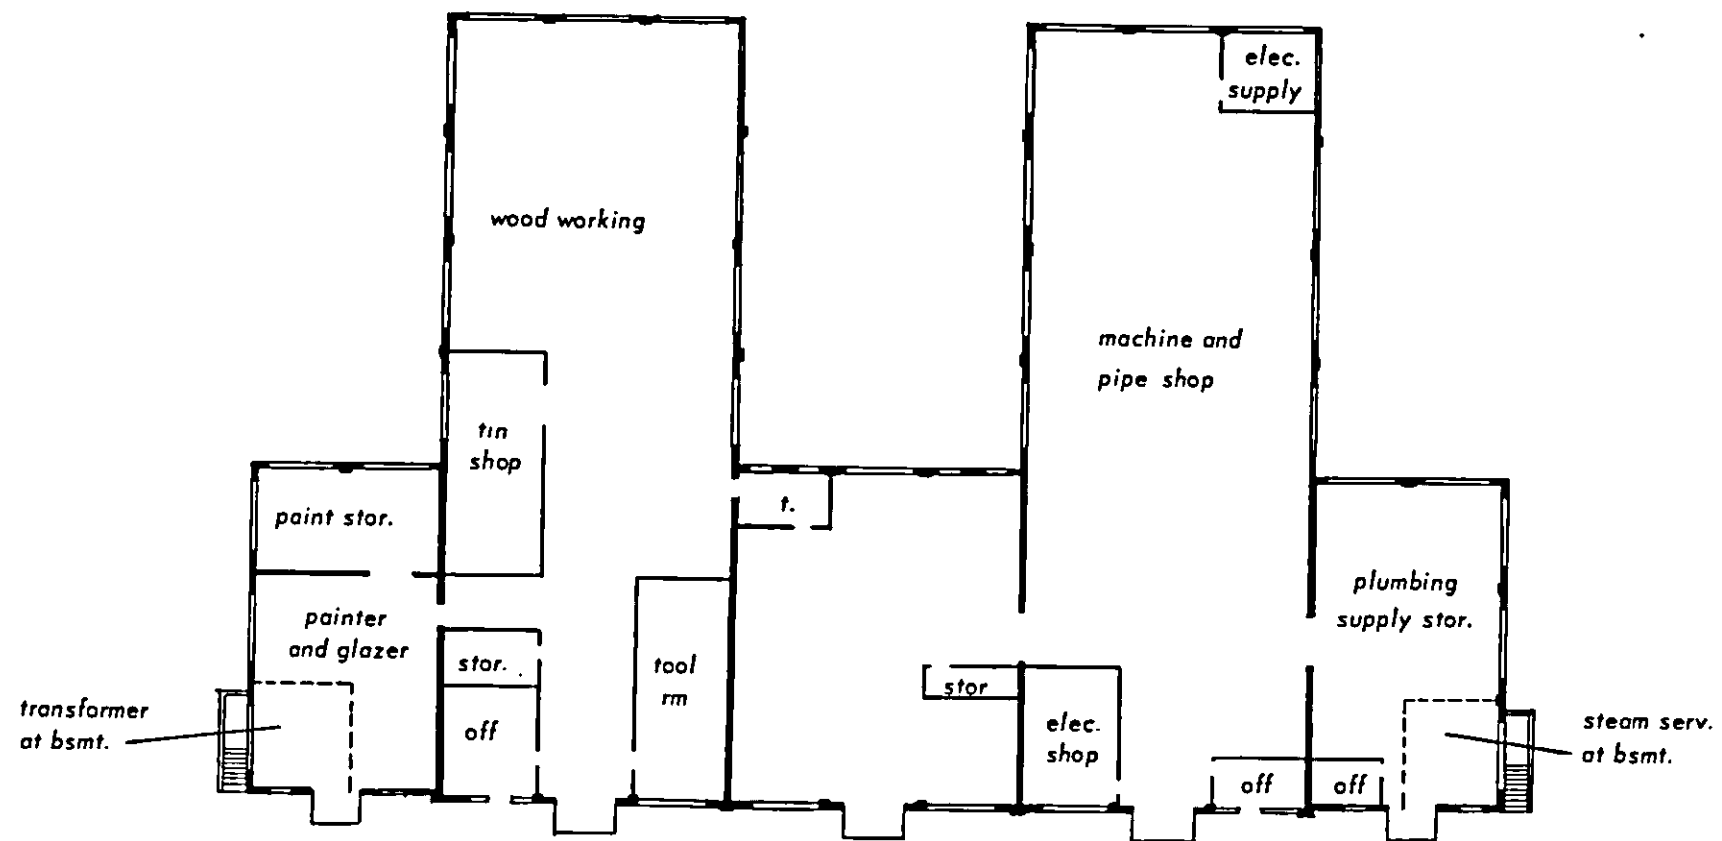 elec.
supply
wood working
machine and
pipe shop
tin
shop
paint stor.
t.
painter
and glazer
plumbing
supply stor.
stor.
tool
rm
stor
transformer
at bsmt.
off
elec.
shop
steam serv.
at bsmt.
off
off